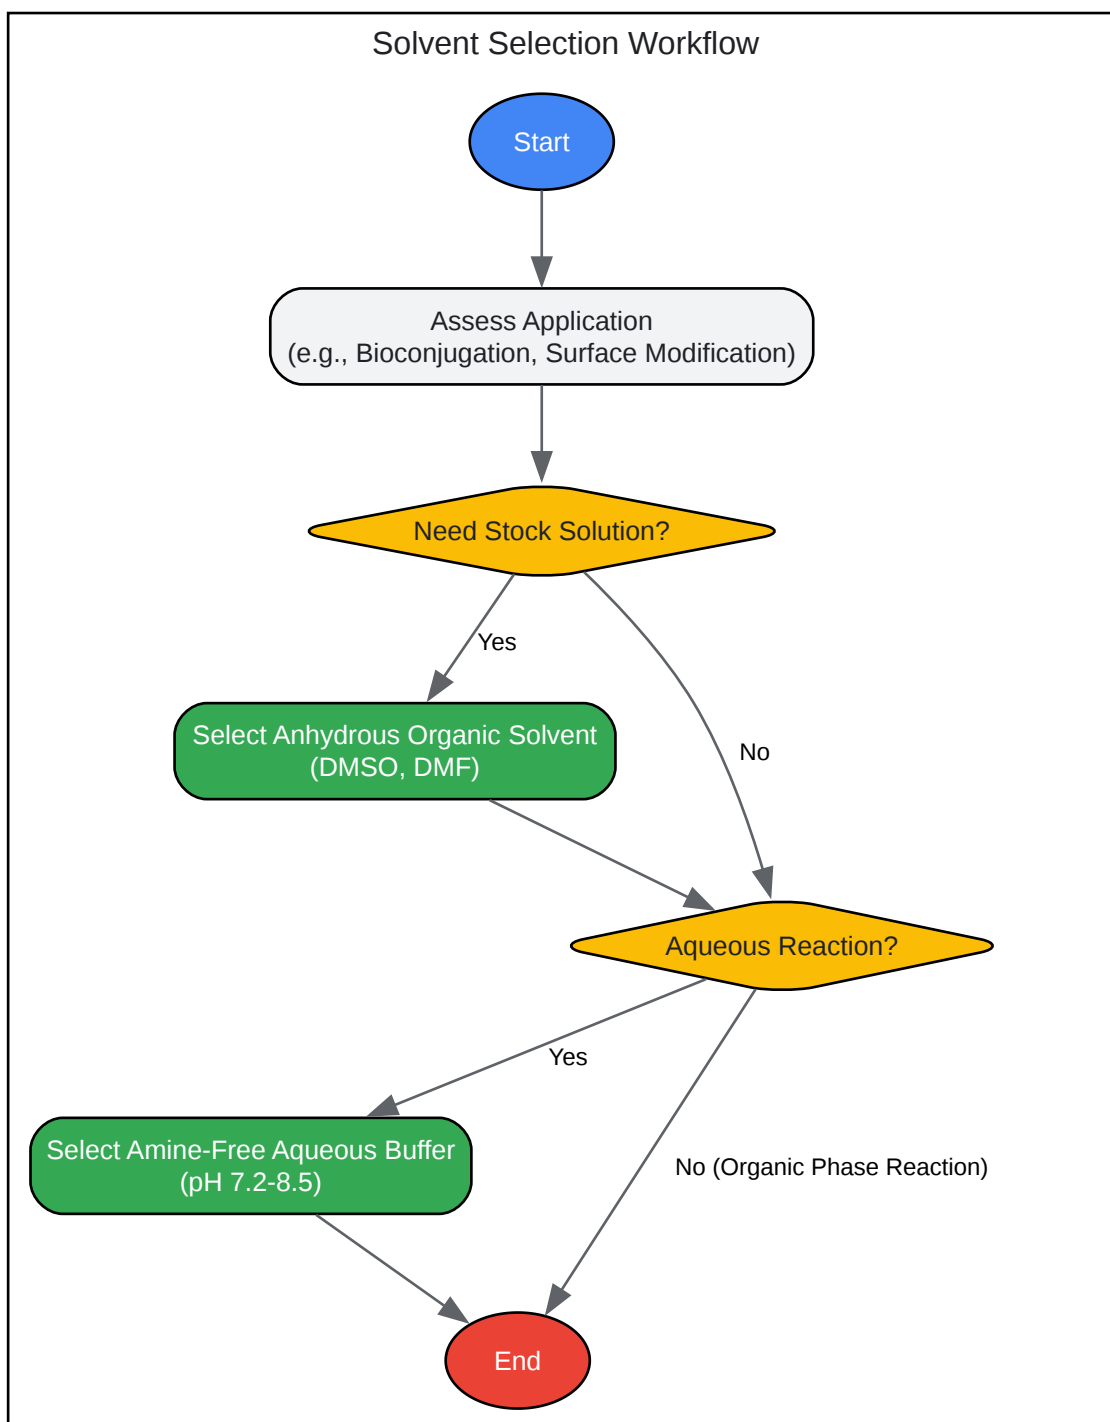 Solvent Selection Workflow
Start
Assess Application
(e.g., Bioconjugation, Surface Modification)
Need Stock Solution?
Yes
Select Anhydrous Organic Solvent
(DMSO, DMF)
No
Aqueous Reaction?
Yes
Select Amine-Free Aqueous Buffer
(pH 7.2-8.5)
No (Organic Phase Reaction)
End